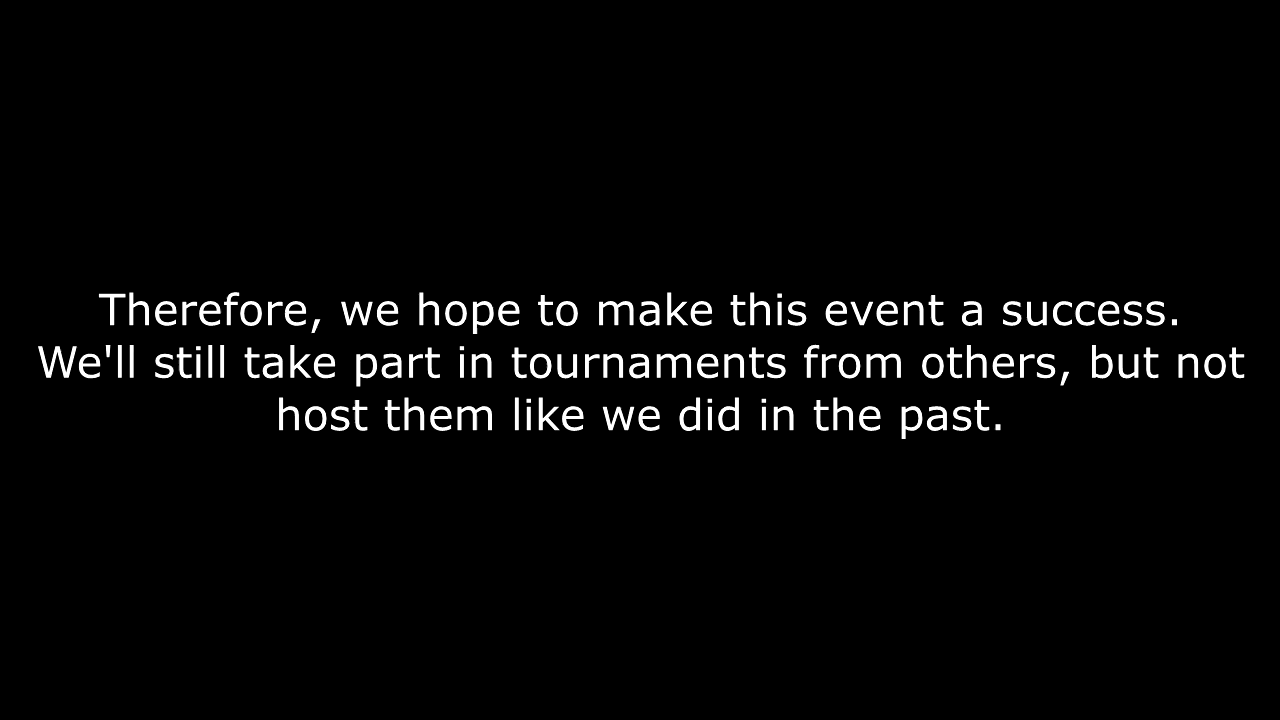 Therefore, we hope to make this event a success.
We'll still take part in tournaments from others, but not
host them like we did in the past.